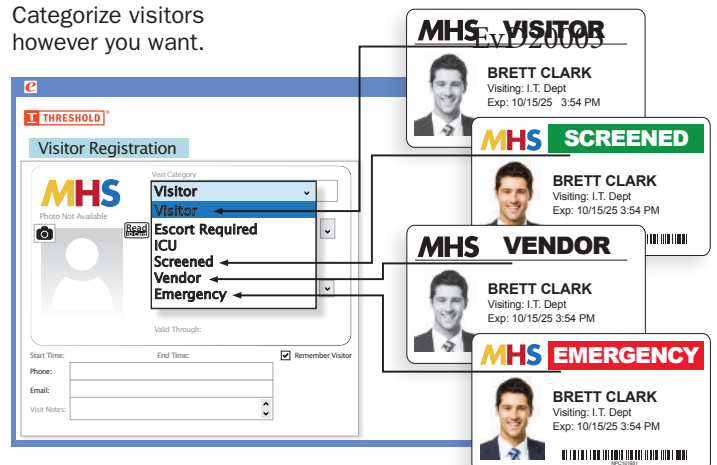 Categorize visitors
however you want.
e
T THRESHOLD
Visitor Registration
MHS
Photo Not Available
Read
ID Card
Visit Category
Visitor
Visitor
Escort Required
ICU
Screened
Vendor
Emergency
Valid Through:
Start Time:
End Time:
Remember Visitor
Phone:
Email:
Visit Notes:
MHS VISITOR
EvD20003
BRETT CLARK
Visiting: I.T. Dept
Exp: 10/15/25 3:54 PM
MHS SCREENED
BRETT CLARK
Visiting: I.T. Dept
Exp: 10/15/25 3:54 PM
MHS VENDOR
BRETT CLARK
Visiting: I.T. Dept
Exp: 10/15/25 3:54 PM
MHS EMERGENCY
BRETT CLARK
Visiting: I.T. Dept
Exp: 10/15/25 3:54 PM
NPC101951